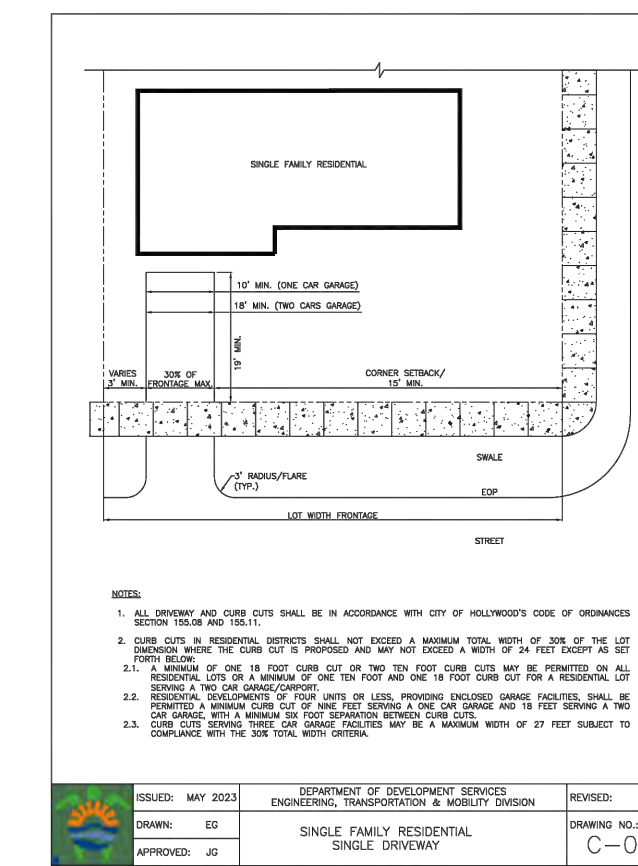 SINGLE FAMILY RESIDENTIAL
10' MIN. (ONE CAR GARAGE)
18' MIN. (TWO CARS GARAGE)
19' MIN.
VARIES
3' MIN.
30% OF
FRONTAGE MAX.
CORNER SETBACK/
15' MIN.
SWALE
3' RADIUS/FLARE
(TYP.)
EOP
LOT WIDTH FRONTAGE
STREET
NOTES:
1. ALL DRIVEWAY AND CURB CUTS SHALL BE IN ACCORDANCE WITH CITY OF HOLLYWOOD'S CODE OF ORDINANCES
SECTION 155.08 AND 155.11.
2. CURB CUTS IN RESIDENTIAL DISTRICTS SHALL NOT EXCEED A MAXIMUM TOTAL WIDTH OF 30% OF THE LOT
DIMENSION WHERE THE CURB CUT IS PROPOSED AND MAY NOT EXCEED A WIDTH OF 24 FEET EXCEPT AS SET
FORTH BELOW:
2.1. A MINIMUM OF ONE 18 FOOT CURB CUT OR TWO TEN FOOT CURB CUTS MAY BE PERMITTED ON ALL
RESIDENTIAL LOTS OR A MINIMUM OF ONE TEN FOOT AND ONE 18 FOOT CURB CUT FOR A RESIDENTIAL LOT
SERVING A TWO CAR GARAGE/CARPORT.
2.2. RESIDENTIAL DEVELOPMENTS OF FOUR UNITS OR LESS, PROVIDING ENCLOSED GARAGE FACILITIES, SHALL BE
PERMITTED A MINIMUM CURB CUT OF NINE FEET SERVING A ONE CAR GARAGE AND 18 FEET SERVING A TWO
CAR GARAGE, WITH A MINIMUM SIX FOOT SEPARATION BETWEEN CURB CUTS.
2.3. CURB CUTS SERVING THREE CAR GARAGE FACILITIES MAY BE A MAXIMUM WIDTH OF 27 FEET SUBJECT TO
COMPLIANCE WITH THE 30% TOTAL WIDTH CRITERIA.
ISSUED: MAY 2023
DEPARTMENT OF DEVELOPMENT SERVICES
ENGINEERING, TRANSPORTATION & MOBILITY DIVISION
REVISED:
DRAWN: EG
SINGLE FAMILY RESIDENTIAL
SINGLE DRIVEWAY
DRAWING NO.:
C-0
APPROVED: JG